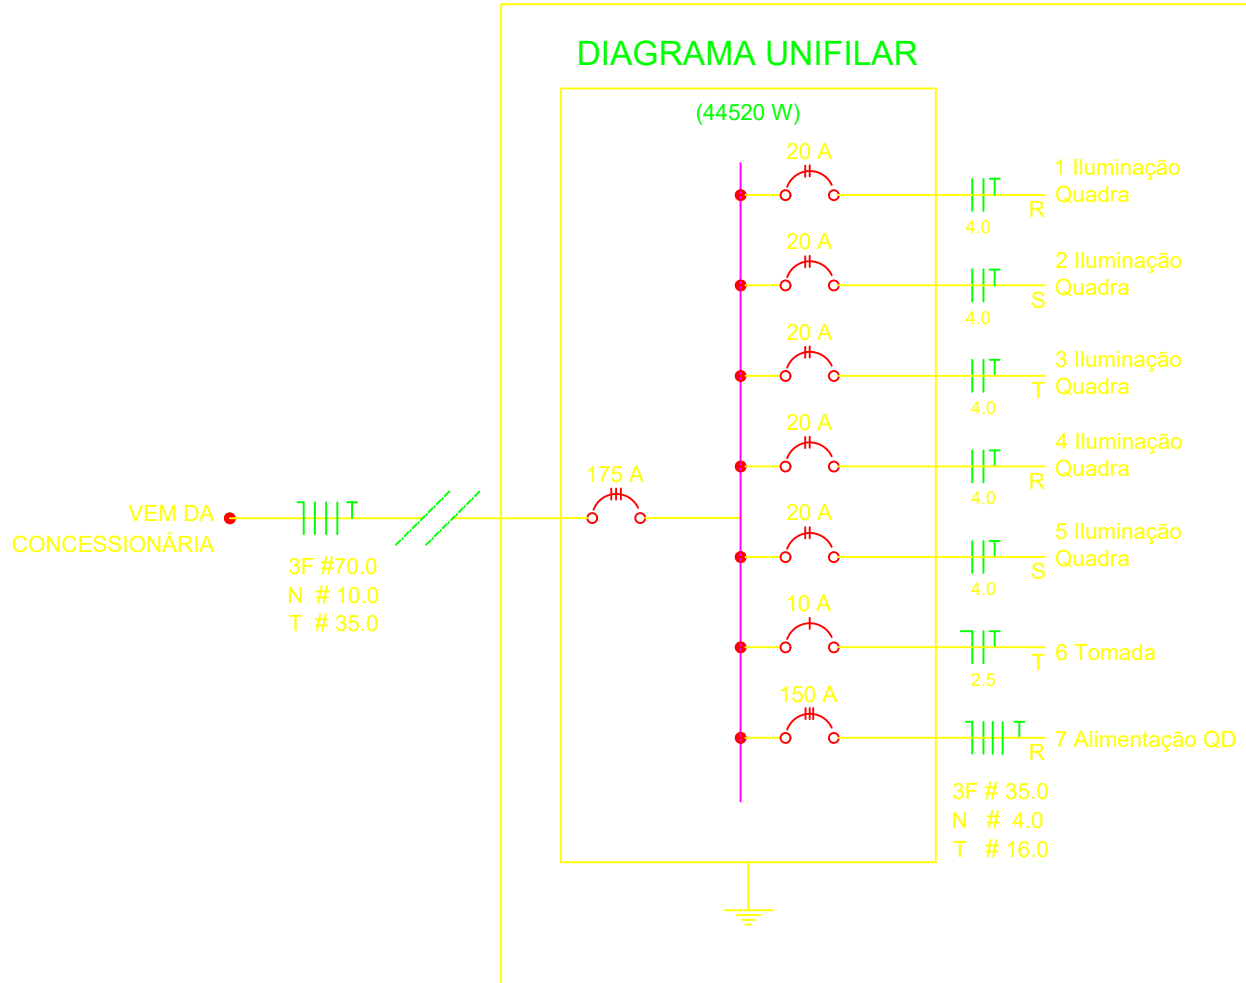 DIAGRAMA UNIFILAR
(44520 W)
20 A
1 Iluminação
Quadra
R
4.0
20 A
2 Iluminação
Quadra
S
4.0
20 A
3 Iluminação
Quadra
T
4.0
20 A
4 Iluminação
Quadra
R
4.0
175 A
VEM DA
CONCESSIONÁRIA
3F #70.0
N # 10.0
T # 35.0
20 A
5 Iluminação
Quadra
S
4.0
10 A
6 Tomada
T
2.5
150 A
7 Alimentação QD
R
3F # 35.0
N # 4.0
T # 16.0